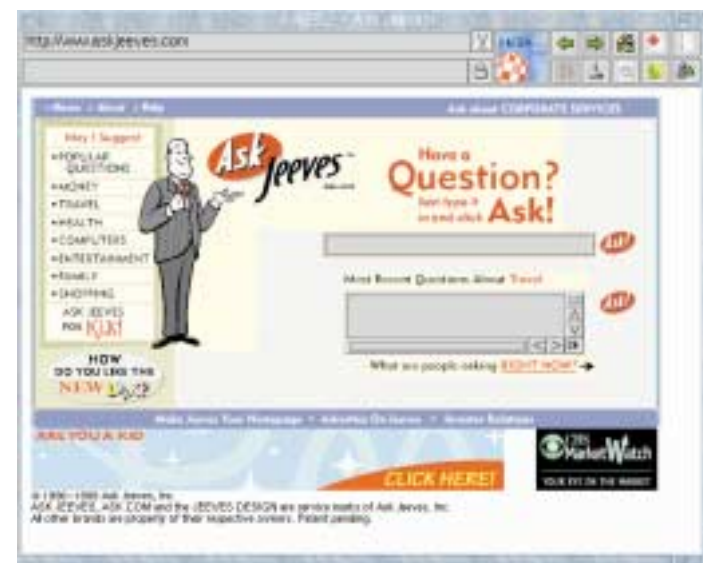 http://www.askjeeves.com
Home About Help
Ask about CORPORATE SERVICES
May I Suggest
POPULAR
QUESTIONS
MONEY
TRAVEL
HEALTH
COMPUTERS
ENTERTAINMENT
FAMILY
SHOPPING
ASK JEEVES
FOR Kids!
HOW
DO YOU LIKE THE
NEW
Ask Jeeves
Have a
Question?
Just type it
in and click Ask!
Ask!
Most Recent Questions About Travel
Ask!
What are people asking RIGHT NOW?
Make Jeeves Your Homepage • Advertise On Jeeves • Investor Relations
ARE YOU A KID
CLICK HERE!
CBS
MarketWatch
YOUR EYE ON THE MARKET
© 1996-1999 Ask Jeeves, Inc.
ASK JEEVES, ASK.COM and the JEEVES DESIGN are service marks of Ask Jeeves, Inc.
All other brands are property of their respective owners. Patent pending.